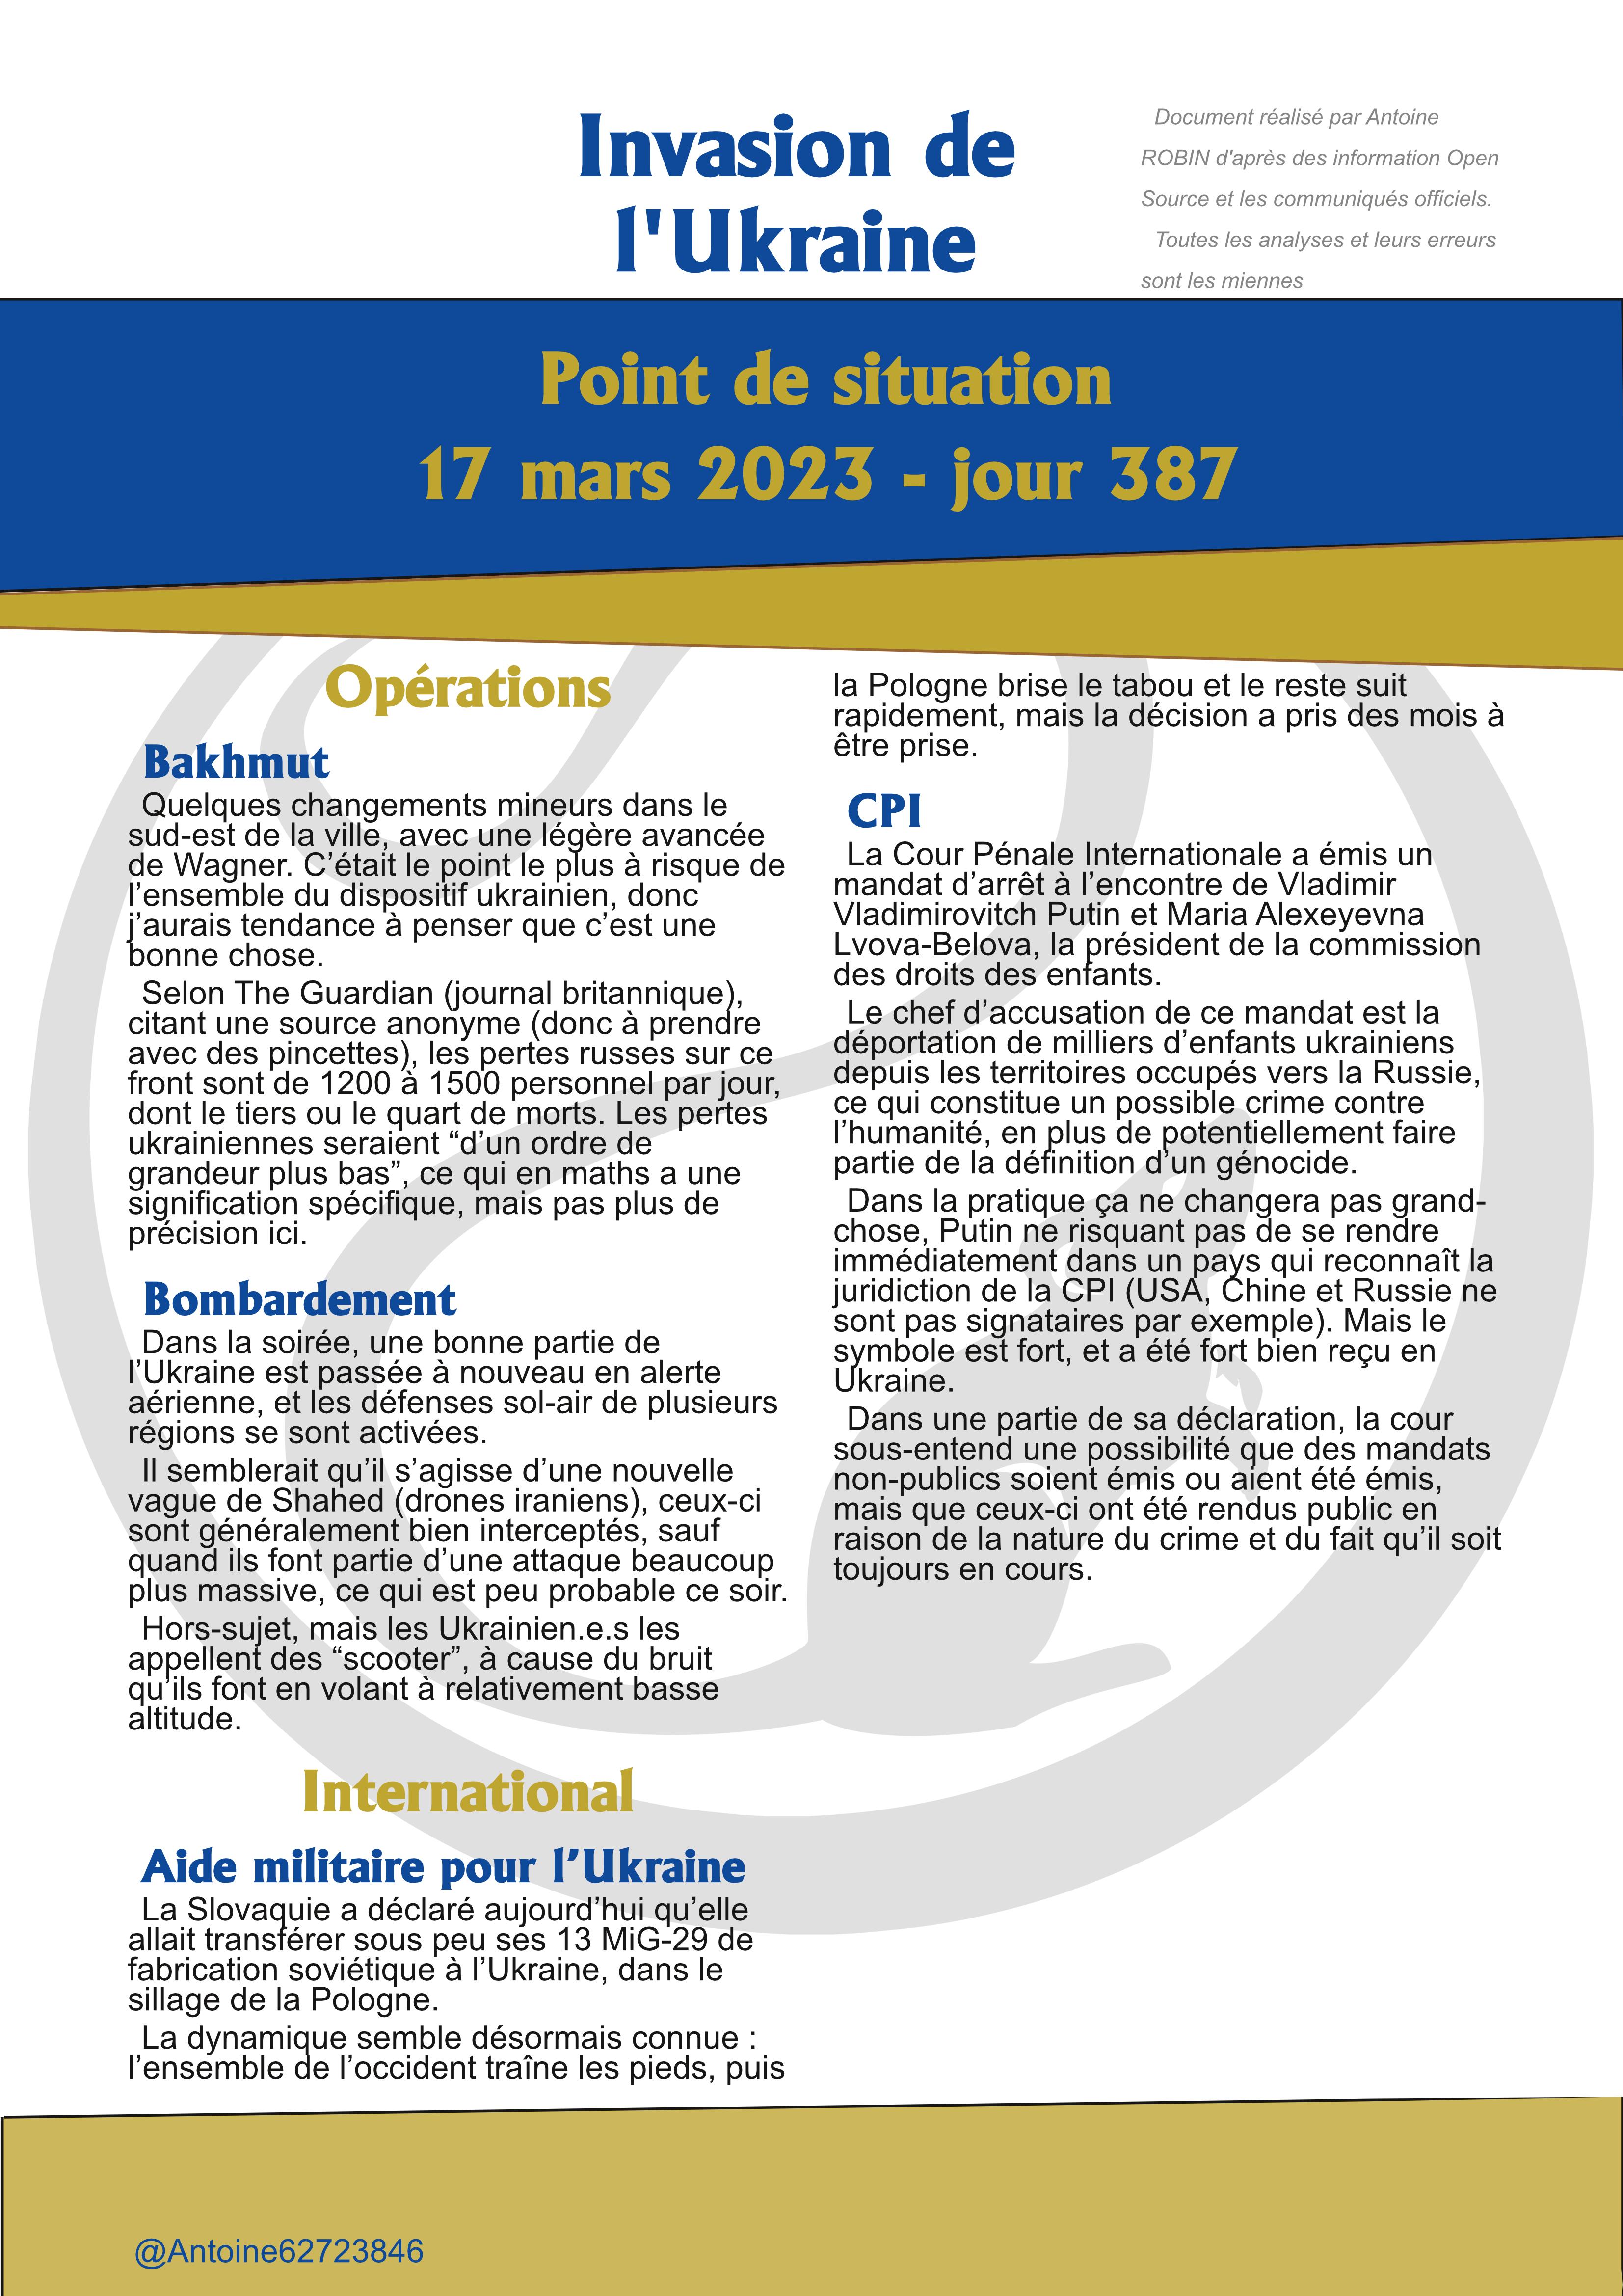 Invasion de
l'Ukraine
Document réalisé par Antoine
ROBIN d'après des information Open
Source et les communiqués officiels.
Toutes les analyses et leurs erreurs
sont les miennes
Point de situation
17 mars 2023 - jour 387
Opérations
Bakhmut
Quelques changements mineurs dans le
sud-est de la ville, avec une légère avancée
de Wagner. C’était le point le plus à risque de
l’ensemble du dispositif ukrainien, donc
j’aurais tendance à penser que c’est une
bonne chose.
Selon The Guardian (journal britannique),
citant une source anonyme (donc à prendre
avec des pincettes), les pertes russes sur ce
front sont de 1200 à 1500 personnel par jour,
dont le tiers ou le quart de morts. Les pertes
ukrainiennes seraient “d’un ordre de
grandeur plus bas”, ce qui en maths a une
signification spécifique, mais pas plus de
précision ici.
Bombardement
Dans la soirée, une bonne partie de
l’Ukraine est passée à nouveau en alerte
aérienne, et les défenses sol-air de plusieurs
régions se sont activées.
Il semblerait qu’il s’agisse d’une nouvelle
vague de Shahed (drones iraniens), ceux-ci
sont généralement bien interceptés, sauf
quand ils font partie d’une attaque beaucoup
plus massive, ce qui est peu probable ce soir.
Hors-sujet, mais les Ukrainien.e.s les
appellent des “scooter”, à cause du bruit
qu’ils font en volant à relativement basse
altitude.
International
Aide militaire pour l’Ukraine
La Slovaquie a déclaré aujourd’hui qu’elle
allait transférer sous peu ses 13 MiG-29 de
fabrication soviétique à l’Ukraine, dans le
sillage de la Pologne.
La dynamique semble désormais connue :
l’ensemble de l’occident traîne les pieds, puis
la Pologne brise le tabou et le reste suit
rapidement, mais la décision a pris des mois à
être prise.
CPI
La Cour Pénale Internationale a émis un
mandat d’arrêt à l’encontre de Vladimir
Vladimirovitch Putin et Maria Alexeyevna
Lvova-Belova, la président de la commission
des droits des enfants.
Le chef d’accusation de ce mandat est la
déportation de milliers d’enfants ukrainiens
depuis les territoires occupés vers la Russie,
ce qui constitue un possible crime contre
l’humanité, en plus de potentiellement faire
partie de la définition d’un génocide.
Dans la pratique ça ne changera pas grand-
chose, Putin ne risquant pas de se rendre
immédiatement dans un pays qui reconnaît la
juridiction de la CPI (USA, Chine et Russie ne
sont pas signataires par exemple). Mais le
symbole est fort, et a été fort bien reçu en
Ukraine.
Dans une partie de sa déclaration, la cour
sous-entend une possibilité que des mandats
non-publics soient émis ou aient été émis,
mais que ceux-ci ont été rendus public en
raison de la nature du crime et du fait qu’il soit
toujours en cours.
@Antoine62723846